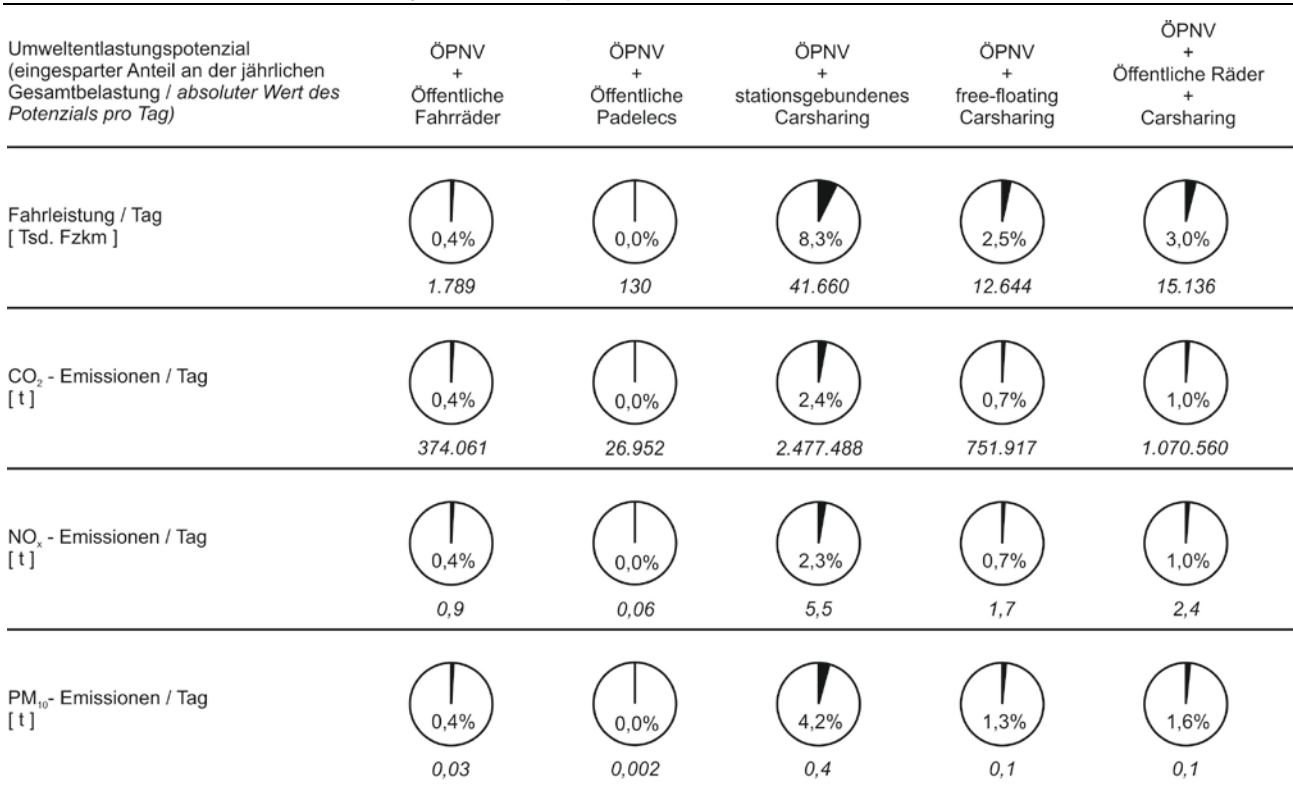 Umweltentlastungspotenzial
(eingesparter Anteil an der jährlichen
Gesamtbelastung / absoluter Wert des
Potenzials pro Tag)
ÖPNV
+
Öffentliche
Fahrräder
ÖPNV
+
Öffentliche
Padelecs
ÖPNV
+
stationsgebundenes
Carsharing
ÖPNV
+
free-floating
Carsharing
ÖPNV
+
Öffentliche Räder
+
Carsharing
Fahrleistung / Tag
[ Tsd. Fzkm ]
0,4% 0,0% 8,3% 2,5% 3,0%
1.789 130 41.660 12.644 15.136
CO₂ - Emissionen / Tag
[ t ]
0,4% 0,0% 2,4% 0,7% 1,0%
374.061 26.952 2.477.488 751.917 1.070.560
NOₓ - Emissionen / Tag
[ t ]
0,4% 0,0% 2,3% 0,7% 1,0%
0,9 0,06 5,5 1,7 2,4
PM₁₀- Emissionen / Tag
[ t ]
0,4% 0,0% 4,2% 1,3% 1,6%
0,03 0,002 0,4 0,1 0,1